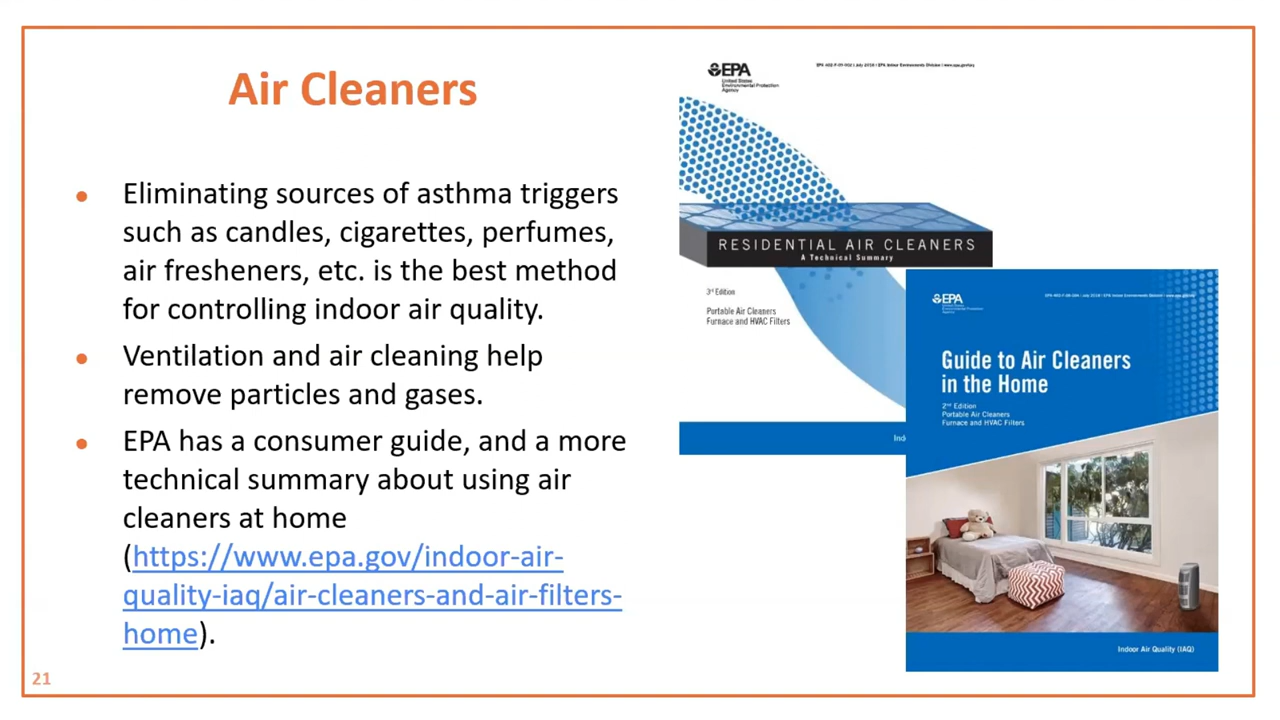 Air Cleaners
Eliminating sources of asthma triggers
such as candles, cigarettes, perfumes,
air fresheners, etc. is the best method
for controlling indoor air quality.
Ventilation and air cleaning help
remove particles and gases.
EPA has a consumer guide, and a more
technical summary about using air
cleaners at home
(https://www.epa.gov/indoor-air-
quality-iaq/air-cleaners-and-air-filters-
home).
21
EPA
United States
Environmental Protection
Agency
RESIDENTIAL AIR CLEANERS
A Technical Summary
3rd Edition
Portable Air Cleaners
Furnace and HVAC Filters
EPA
United States
Environmental Protection
Agency
Guide to Air Cleaners
in the Home
2nd Edition
Portable Air Cleaners
Furnace and HVAC Filters
Indoor Air Quality (IAQ)